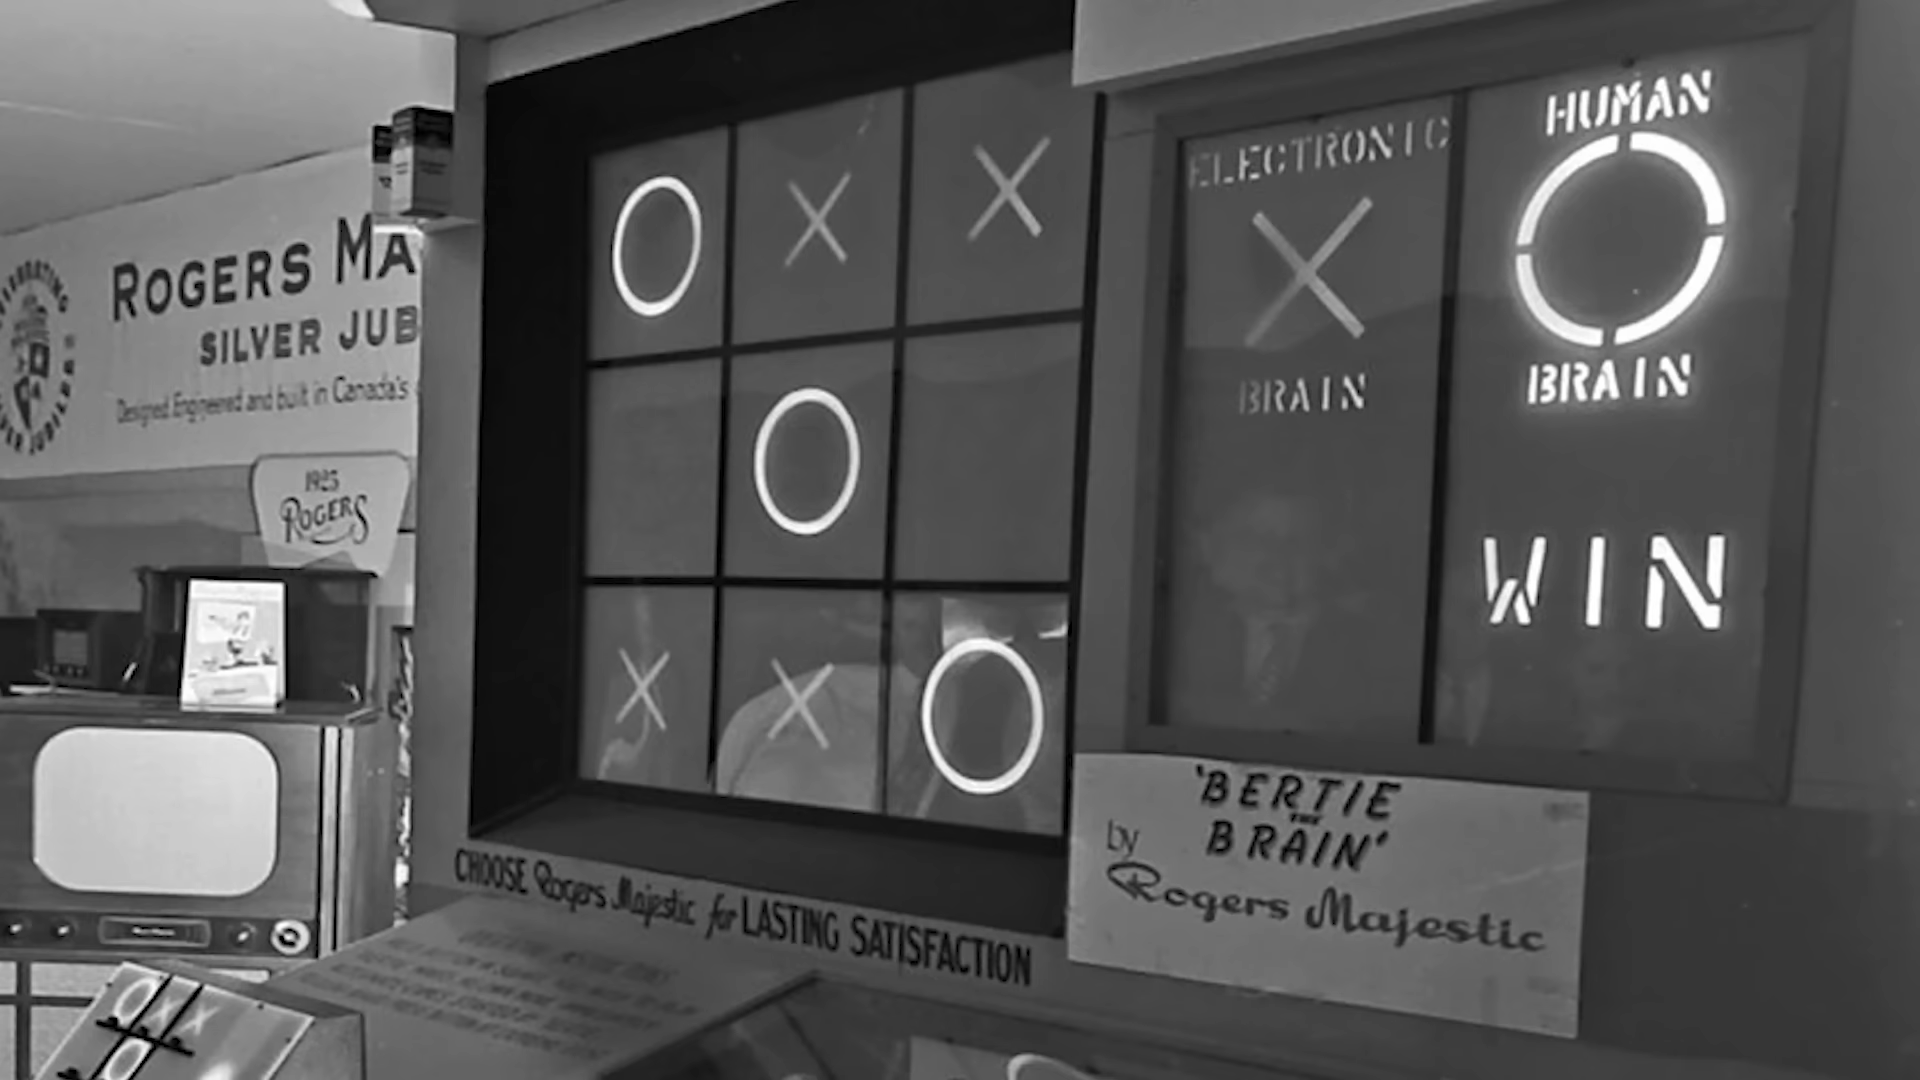 ROGERS MA
SILVER JUB
Designed, Engineered and built in Canada's
1925
ROGERS
O X X
O
X X O
ELECTRONIC
X
BRAIN
HUMAN
O
BRAIN
WIN
CHOOSE Rogers Majestic for LASTING SATISFACTION
'BERTIE
THE
BRAIN'
by
Rogers Majestic
O X X
O